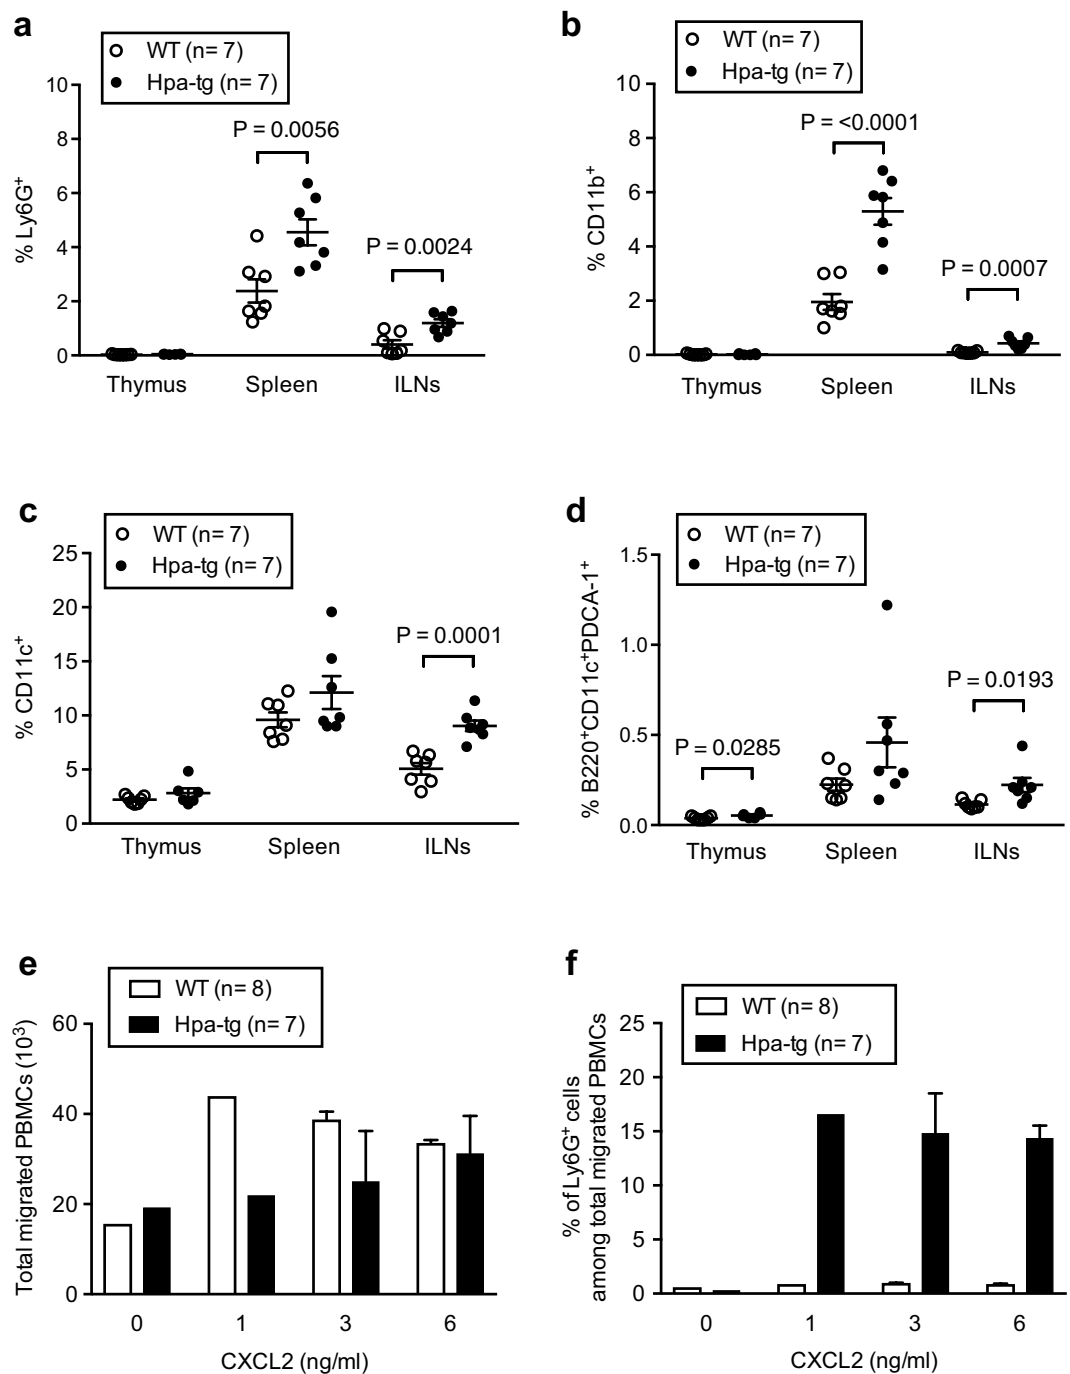 a
WT (n= 7)
Hpa-tg (n= 7)
% Ly6G⁺
10
8
6
4
2
0
P = 0.0056
P = 0.0024
Thymus
Spleen
ILNs
b
WT (n= 7)
Hpa-tg (n= 7)
% CD11b⁺
10
8
6
4
2
0
P = <0.0001
P = 0.0007
Thymus
Spleen
ILNs
c
WT (n= 7)
Hpa-tg (n= 7)
% CD11c⁺
25
20
15
10
5
0
P = 0.0001
Thymus
Spleen
ILNs
d
WT (n= 7)
Hpa-tg (n= 7)
% B220⁺CD11c⁺PDCA-1⁺
1.5
1.0
0.5
0.0
P = 0.0285
P = 0.0193
Thymus
Spleen
ILNs
e
WT (n= 8)
Hpa-tg (n= 7)
Total migrated PBMCs (10³)
60
40
20
0
0
1
3
6
CXCL2 (ng/ml)
f
WT (n= 8)
Hpa-tg (n= 7)
% of Ly6G⁺ cells
among total migrated PBMCs
25
20
15
10
5
0
0
1
3
6
CXCL2 (ng/ml)